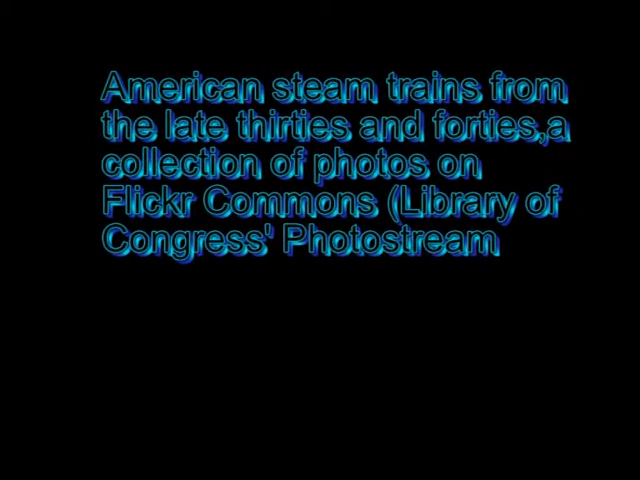 American steam trains from
the late thirties and forties,a
collection of photos on
Flickr Commons (Library of
Congress' Photostream